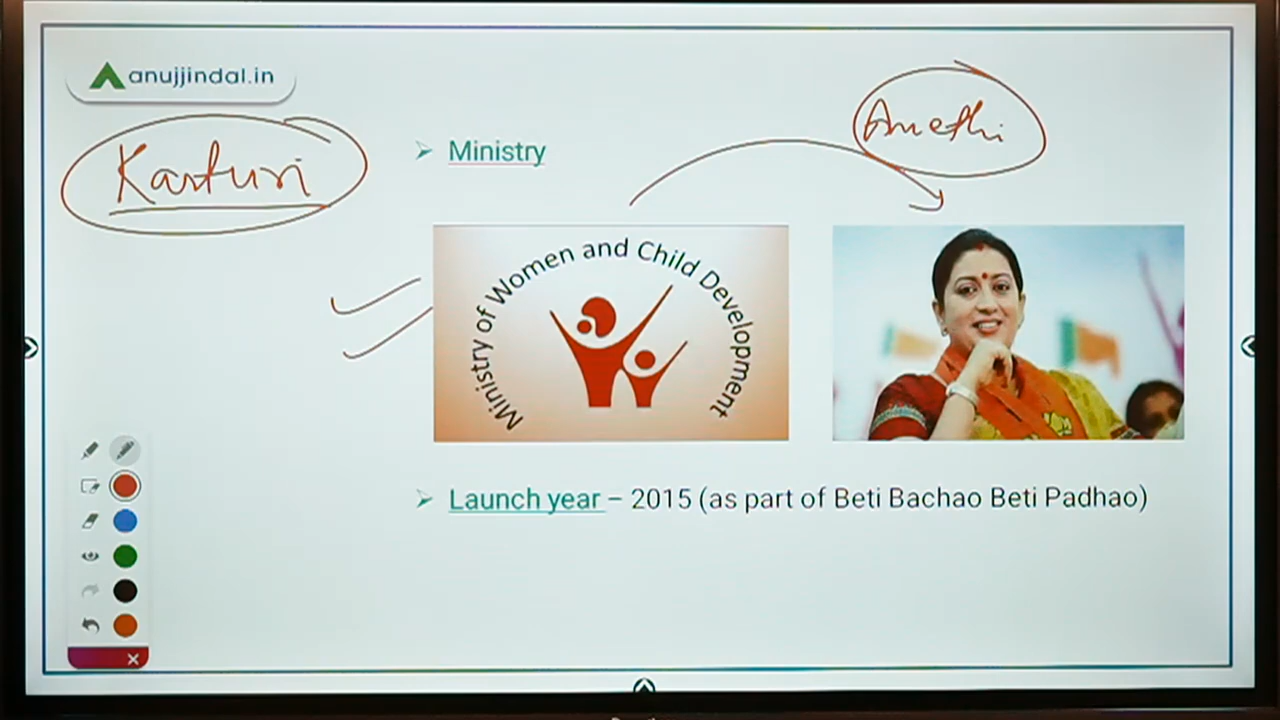 anujjindal.in
Kasturi
Ministry
Amethi
Ministry of Women and Child Development
Launch year – 2015 (as part of Beti Bachao Beti Padhao)